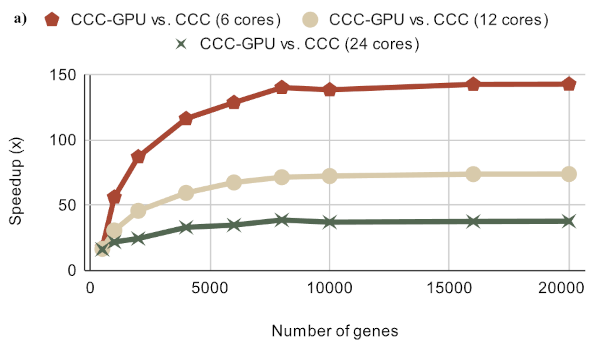 a) CCC-GPU vs. CCC (6 cores) CCC-GPU vs. CCC (12 cores)
CCC-GPU vs. CCC (24 cores)
150
100
50
0
Speedup (x)
0 5000 10000 15000 20000
Number of genes